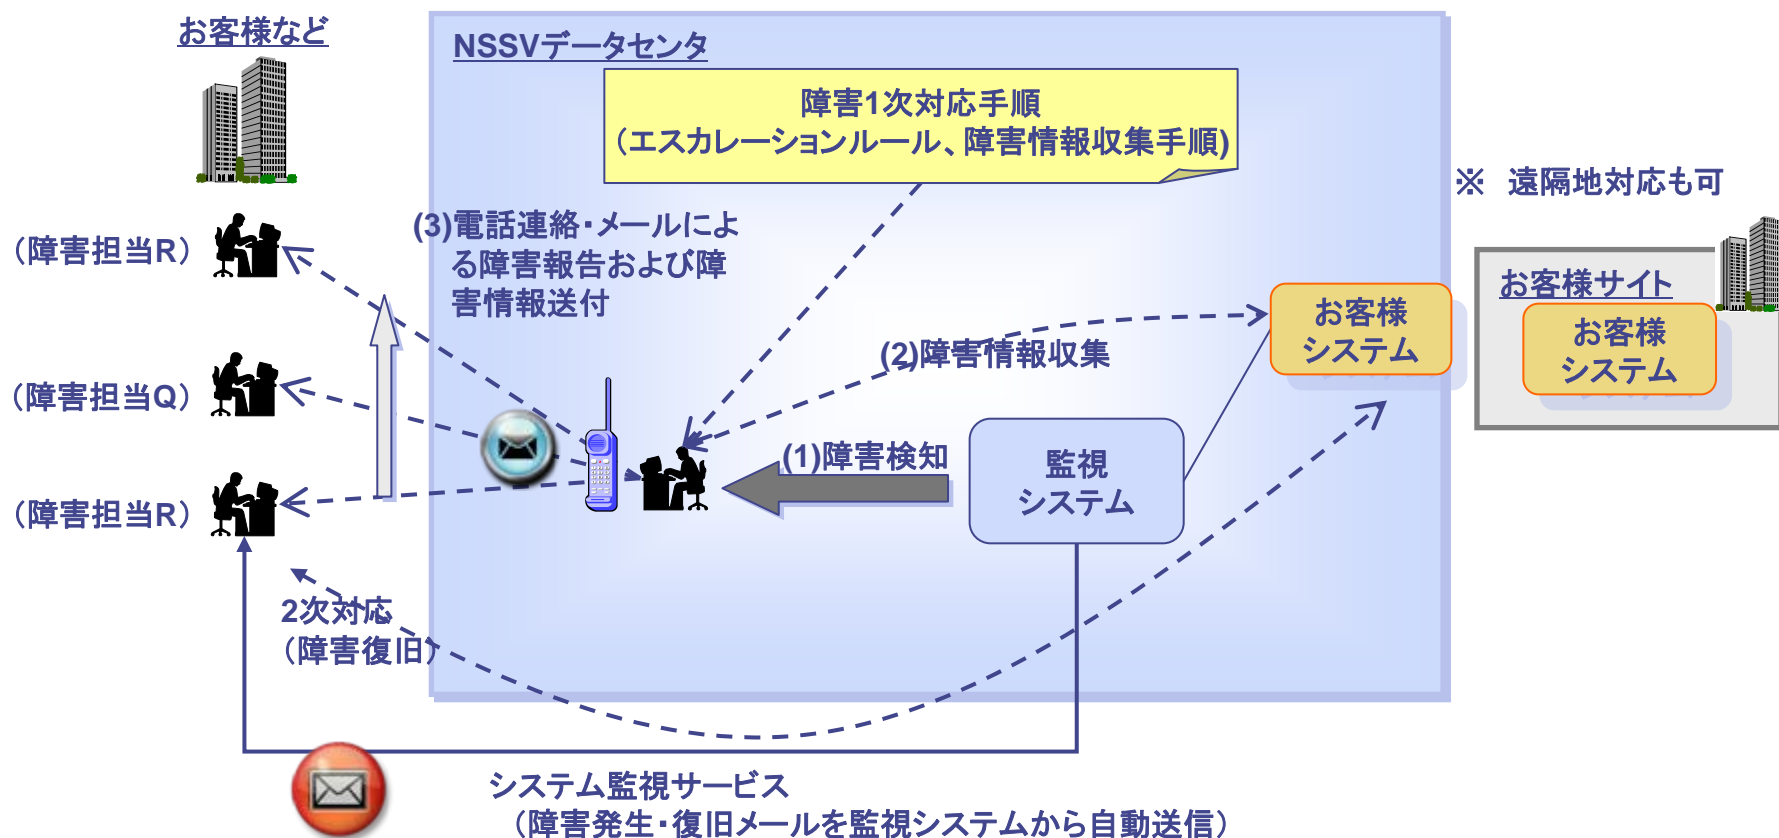 お客様など
NSSVデータセンタ
障害1次対応手順
（エスカレーションルール、障害情報収集手順)
※　遠隔地対応も可
(3)電話連絡・メールによ
る障害報告および障
害情報送付
（障害担当R）
お客様サイト
お客様
システム
お客様
システム
(2)障害情報収集
（障害担当Q）
(1)障害検知
監視
システム
（障害担当R）
2次対応
（障害復旧）
システム監視サービス
（障害発生・復旧メールを監視システムから自動送信）